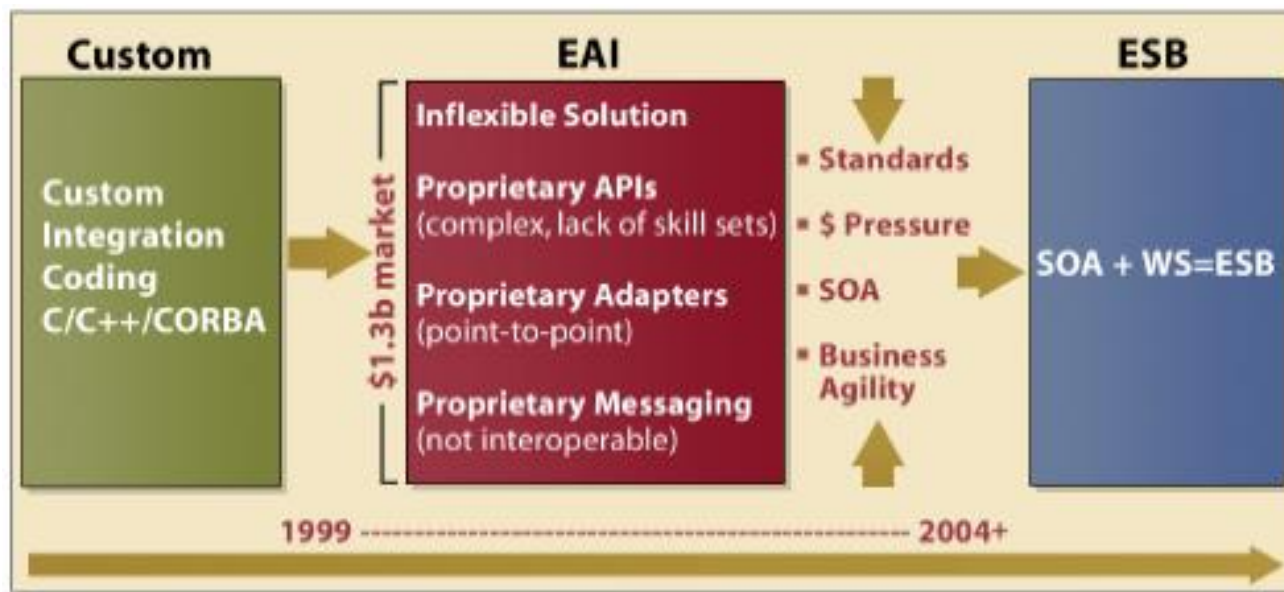 Custom
Custom
Integration
Coding
C/C++/CORBA
EAI
$1.3b market
Inflexible Solution
Proprietary APIs
(complex, lack of skill sets)
Proprietary Adapters
(point-to-point)
Proprietary Messaging
(not interoperable)
▪ Standards
▪ $ Pressure
▪ SOA
▪ Business
Agility
ESB
SOA + WS=ESB
1999 ---------------------------------------------------- 2004+